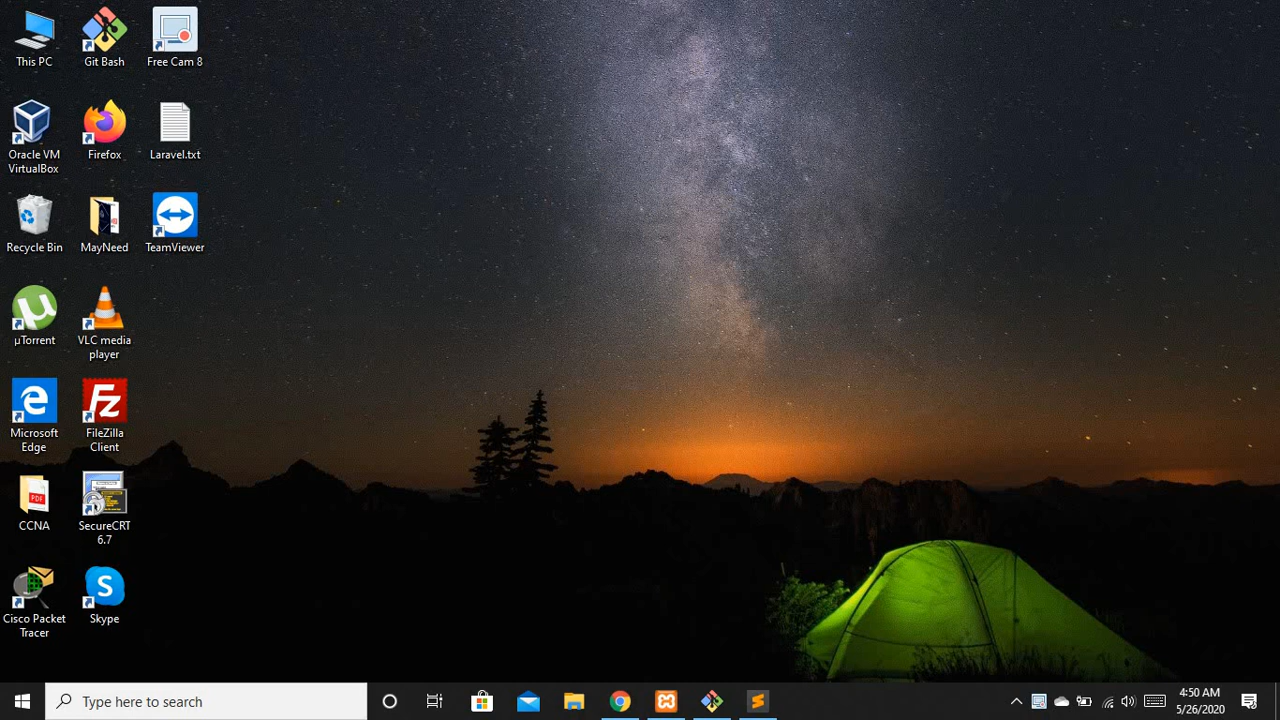 This PC
Git Bash
Free Cam 8
Oracle VM
VirtualBox
Firefox
Laravel.txt
Recycle Bin
MayNeed
TeamViewer
µTorrent
VLC media
player
Microsoft
Edge
FileZilla
Client
CCNA
SecureCRT
6.7
Cisco Packet
Tracer
Skype
Type here to search
4:50 AM
5/26/2020